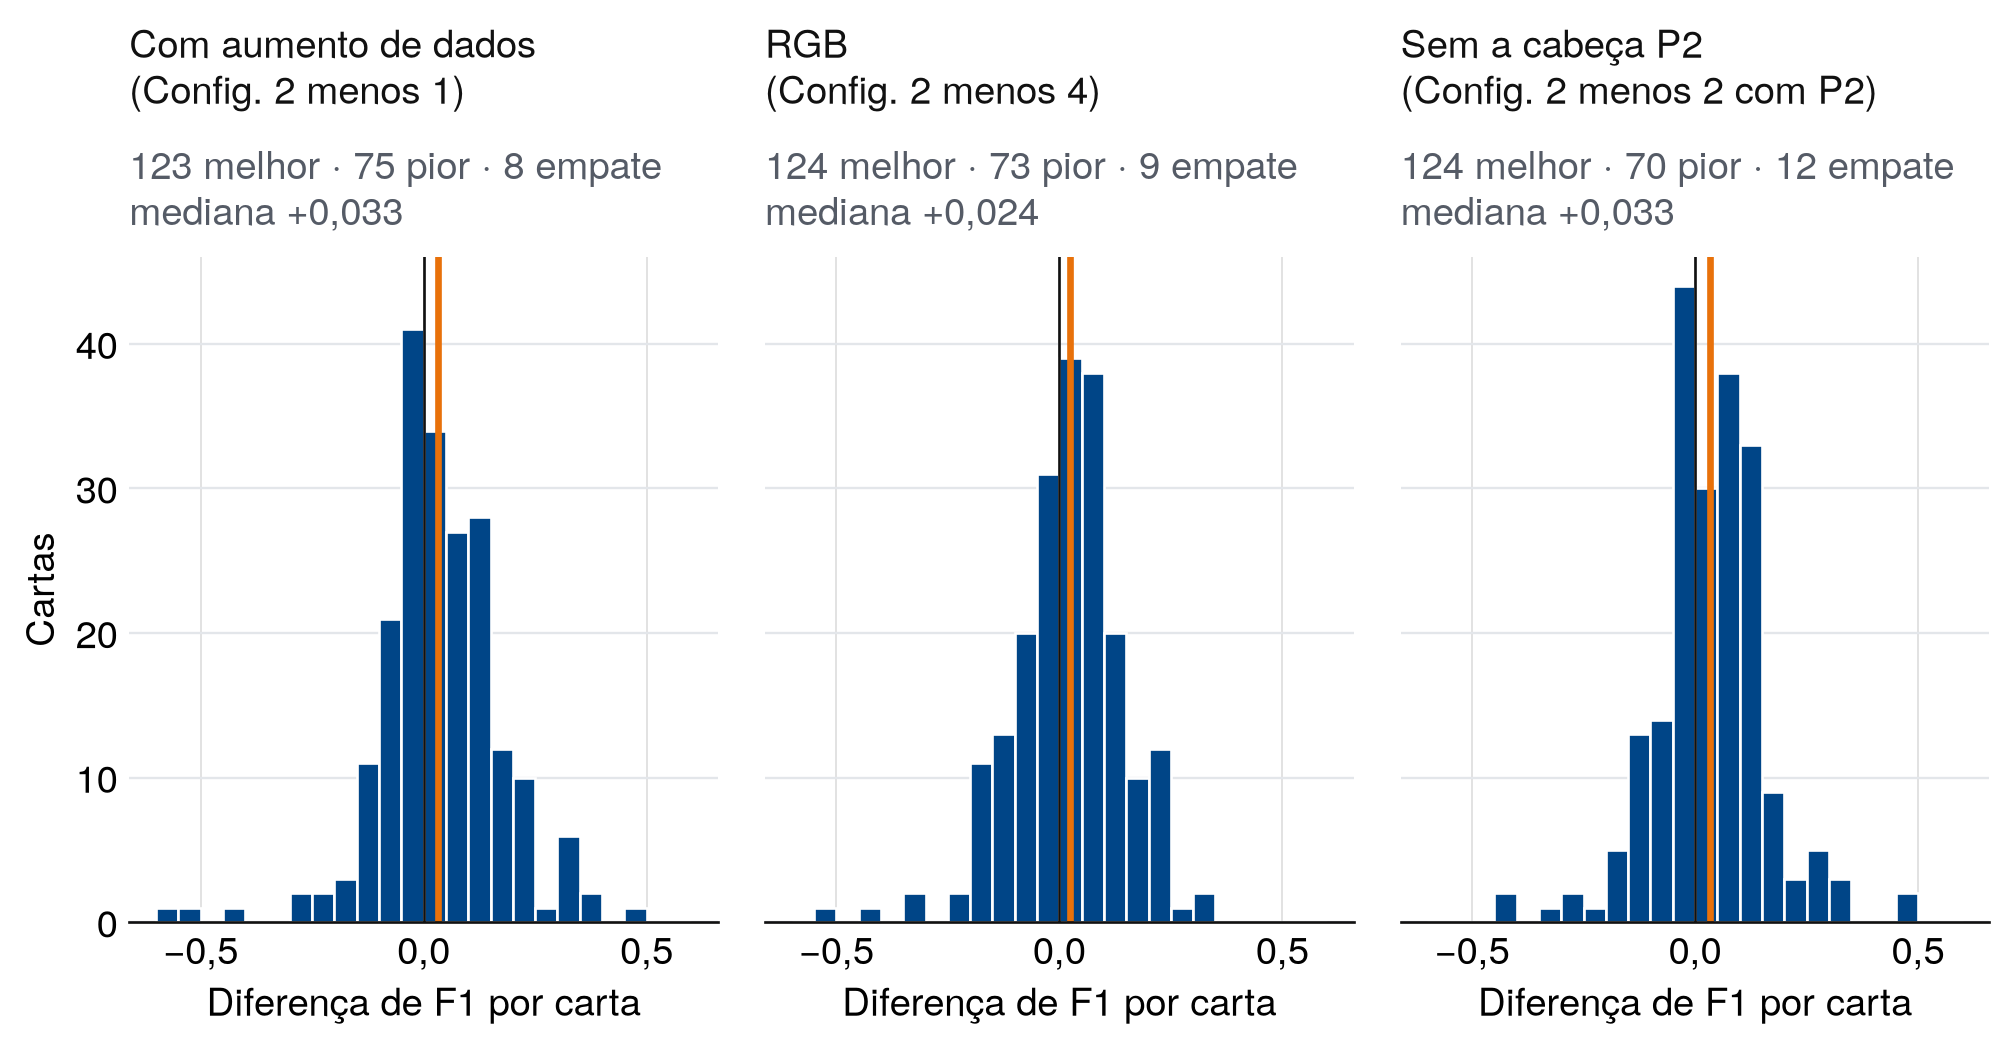 Com aumento de dados
(Config. 2 menos 1)
123 melhor · 75 pior · 8 empate
mediana +0,033
RGB
(Config. 2 menos 4)
124 melhor · 73 pior · 9 empate
mediana +0,024
Sem a cabeça P2
(Config. 2 menos 2 com P2)
124 melhor · 70 pior · 12 empate
mediana +0,033
Cartas
40
30
20
10
0
−0,5 0,0 0,5
−0,5 0,0 0,5
−0,5 0,0 0,5
Diferença de F1 por carta
Diferença de F1 por carta
Diferença de F1 por carta